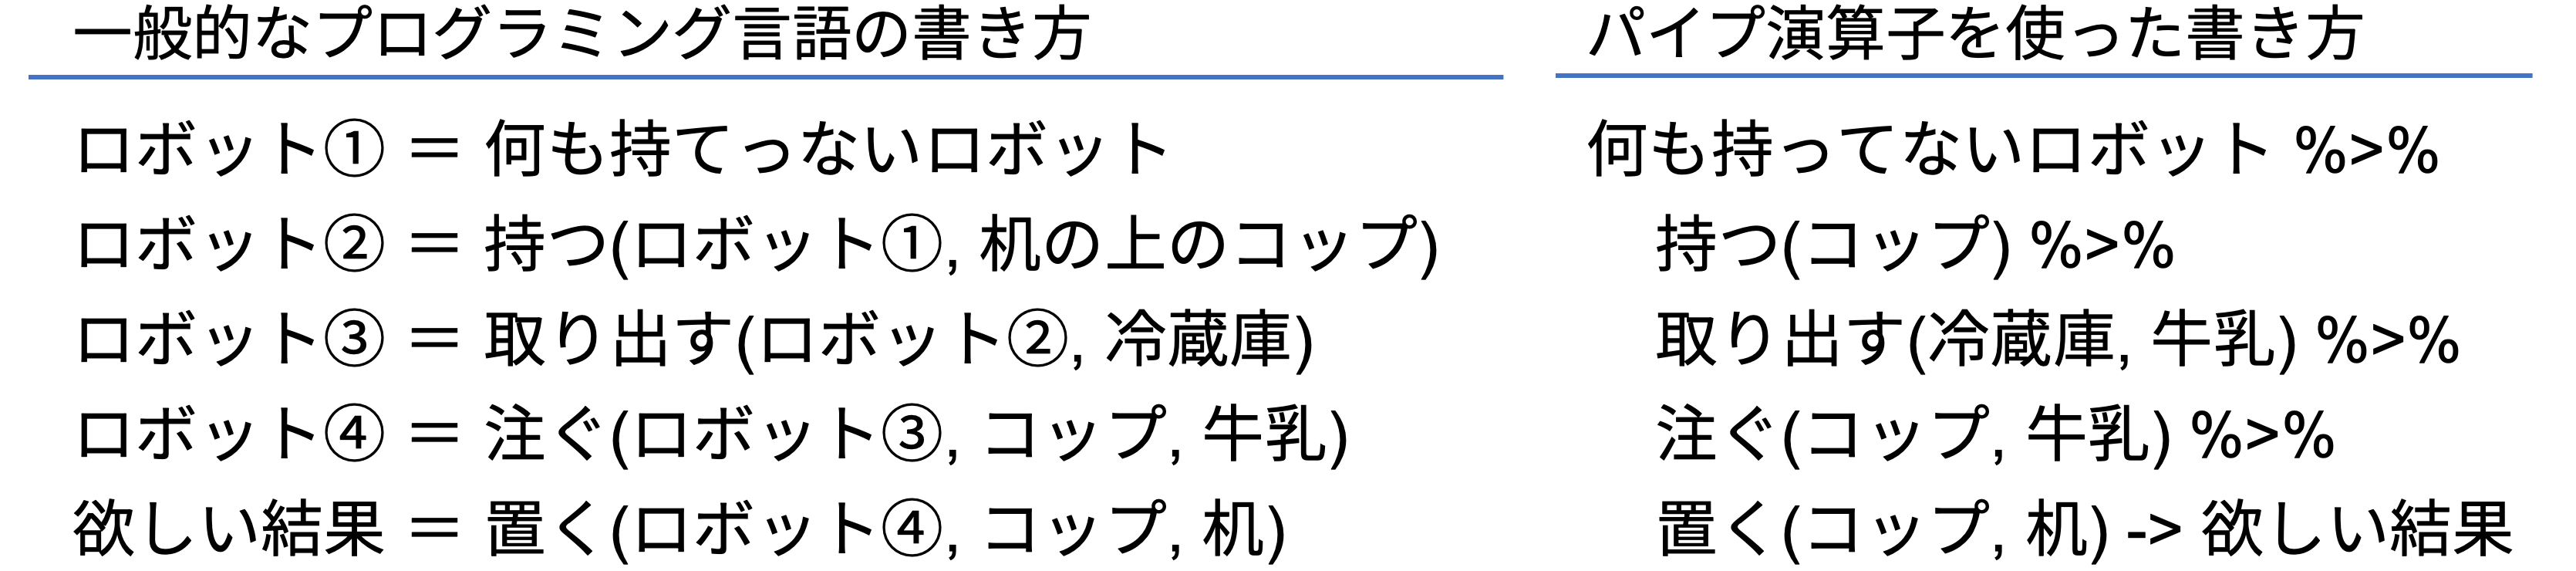 一般的なプログラミング言語の書き方
ロボット① ＝ 何も持てっないロボット
ロボット② ＝ 持つ(ロボット①, 机の上のコップ)
ロボット③ ＝ 取り出す(ロボット②, 冷蔵庫)
ロボット④ ＝ 注ぐ(ロボット③, コップ, 牛乳)
欲しい結果 ＝ 置く(ロボット④, コップ, 机)
パイプ演算子を使った書き方
何も持ってないロボット %>%
持つ(コップ) %>%
取り出す(冷蔵庫, 牛乳) %>%
注ぐ(コップ, 牛乳) %>%
置く(コップ, 机) -> 欲しい結果